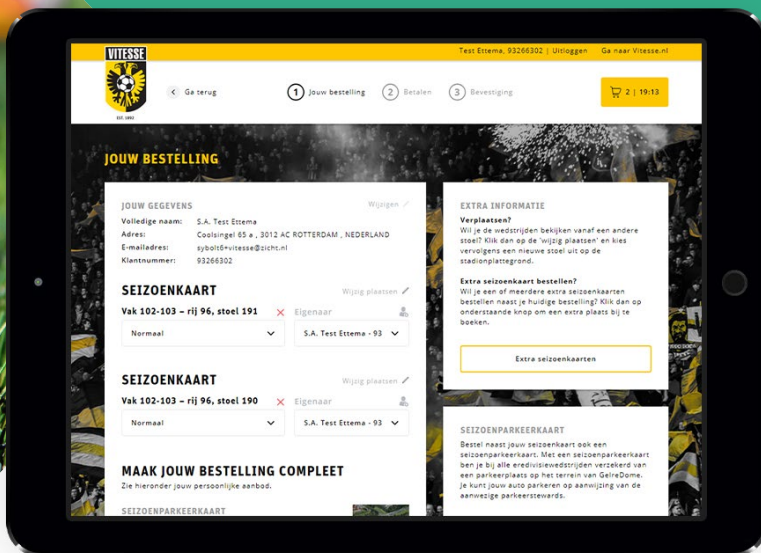 Test Ettema, 93266302 | Uitloggen Ga naar Vitesse.nl
VITESSE
EST. 1892
Ga terug
1 Jouw bestelling 2 Betalen 3 Bevestiging
2 | 19:13
JOUW BESTELLING
JOUW GEGEVENS Wijzigen
Volledige naam: S.A. Test Ettema
Adres: Coolsingel 65 a , 3012 AC ROTTERDAM , NEDERLAND
E-mailadres: sybolt6+vitesse@zicht.nl
Klantnummer: 93266302
SEIZOENKAART Wijzig plaatsen
Vak 102-103 – rij 96, stoel 191 Eigenaar
Normaal S.A. Test Ettema - 93
SEIZOENKAART Wijzig plaatsen
Vak 102-103 – rij 96, stoel 190 Eigenaar
Normaal S.A. Test Ettema - 93
MAAK JOUW BESTELLING COMPLEET
Zie hieronder jouw persoonlijke aanbod.
SEIZOENPARKEERKAART
EXTRA INFORMATIE
Verplaatsen?
Wil je de wedstrijden bekijken vanaf een andere
stoel? Klik dan op de 'wijzig plaatsen' en kies
vervolgens een nieuwe stoel uit op de
stadionplattegrond.
Extra seizoenkaart bestellen?
Wil je een of meerdere extra seizoenkaarten
bestellen naast je huidige bestelling? Klik dan op
onderstaande knop om een extra plaats bij te
boeken.
Extra seizoenkaarten
SEIZOENPARKEERKAART
Bestel naast jouw seizoenkaart ook een
seizoenparkeerkaart. Met een seizoenparkeerkaart
ben je bij alle eredivisiewedstrijden verzekerd van
een parkeerplaats op het terrein van GelreDome.
Je kunt jouw auto parkeren op aanwijzing van de
aanwezige parkeerstewards.